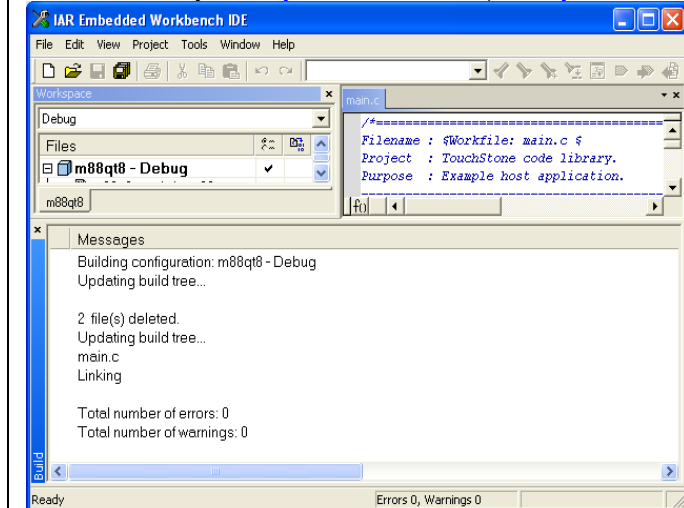 IAR Embedded Workbench IDE
File Edit View Project Tools Window Help
Workspace
main.c
Debug
Files
m88qt8 - Debug
m88qt8
/*==================================
Filename : $Workfile: main.c $
Project : TouchStone code library.
Purpose : Example host application.
f()
Messages
Building configuration: m88qt8 - Debug
Updating build tree...
2 file(s) deleted.
Updating build tree...
main.c
Linking
Total number of errors: 0
Total number of warnings: 0
Build
Ready
Errors 0, Warnings 0